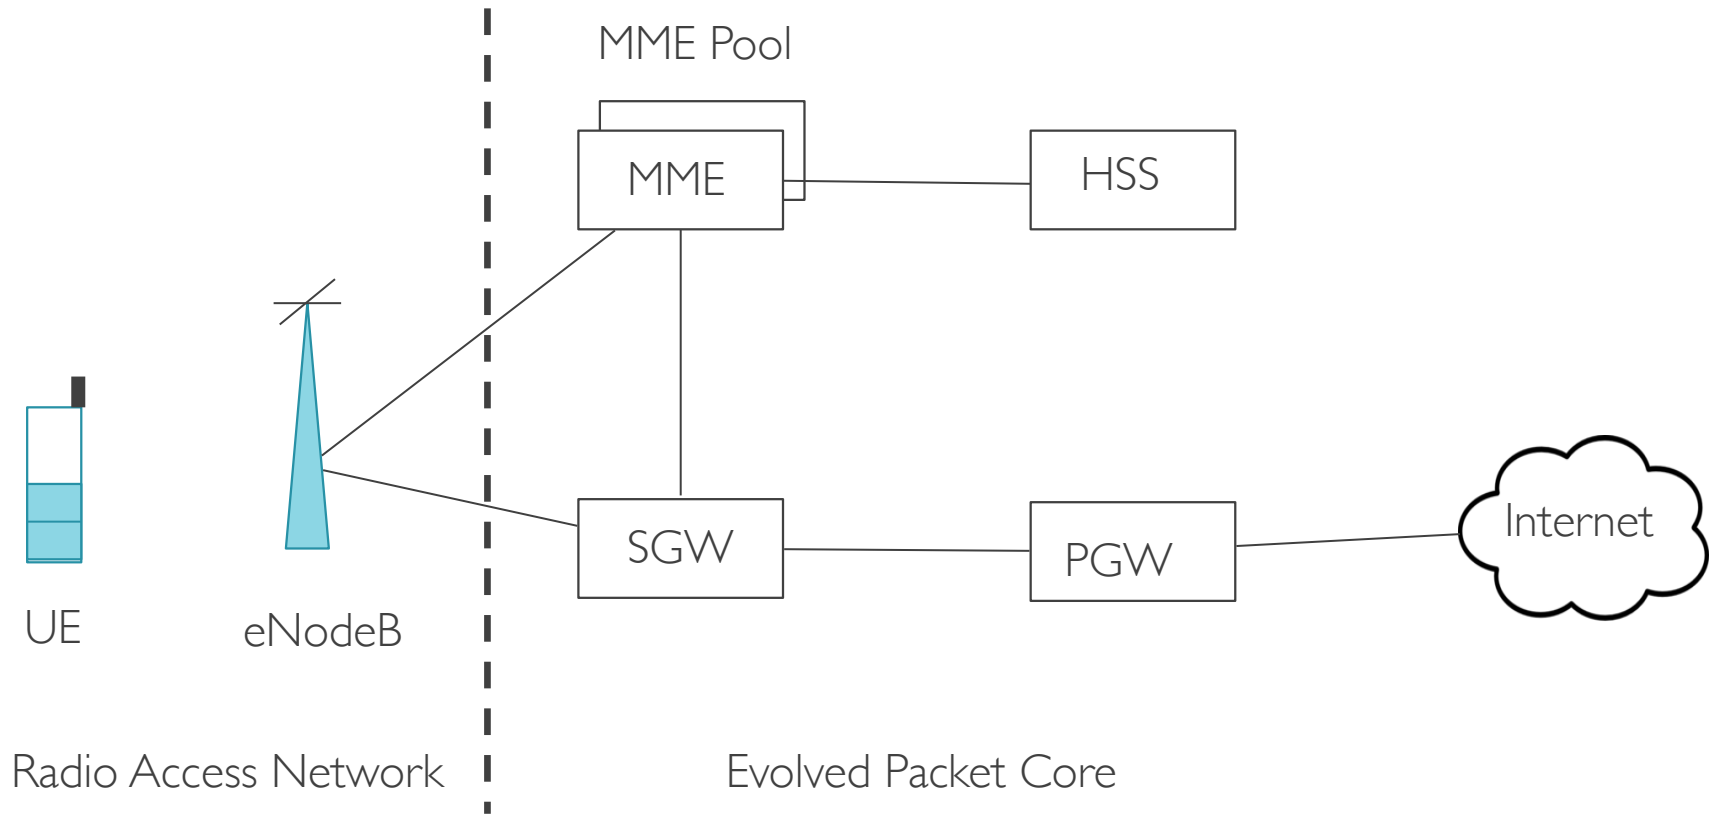 MME Pool
MME
HSS
SGW
PGW
Internet
UE
eNodeB
Radio Access Network
Evolved Packet Core